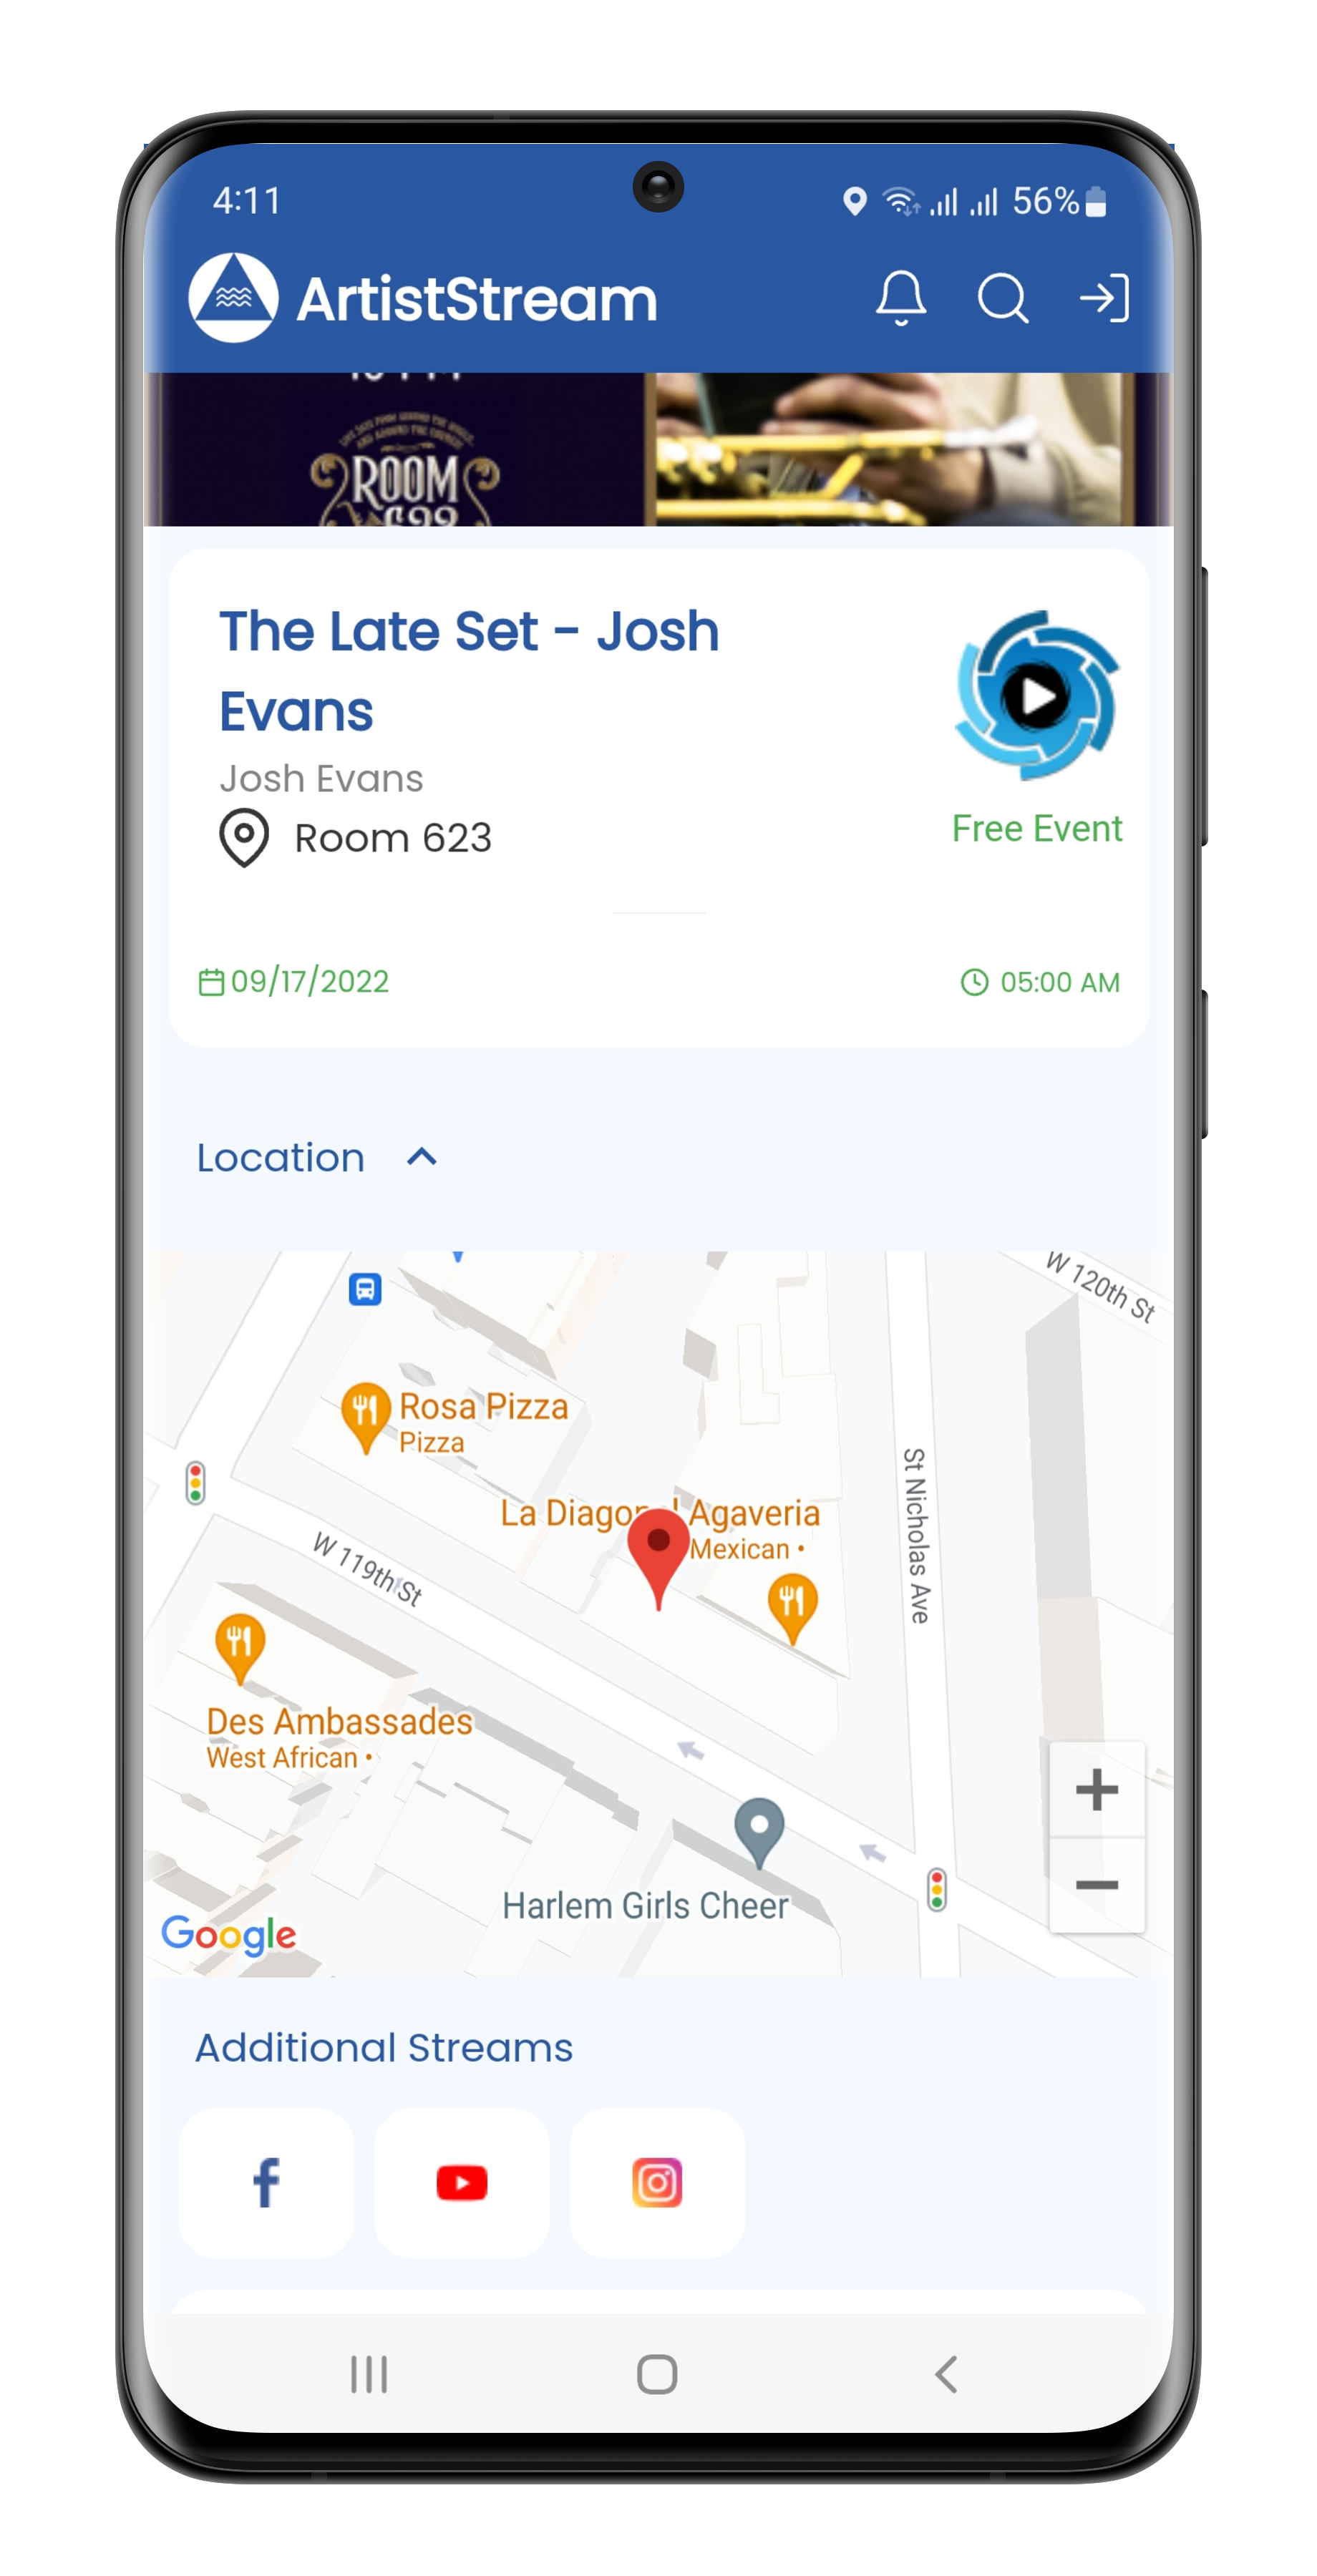 4:11
56%
ArtistStream
ROOM
The Late Set - Josh
Evans
Josh Evans
Room 623
Free Event
09/17/2022
05:00 AM
Location
W 120th St
Rosa Pizza
Pizza
St Nicholas Ave
La Diagonal Agaveria
Mexican •
W 119th St
Des Ambassades
West African •
Harlem Girls Cheer
Google
Additional Streams